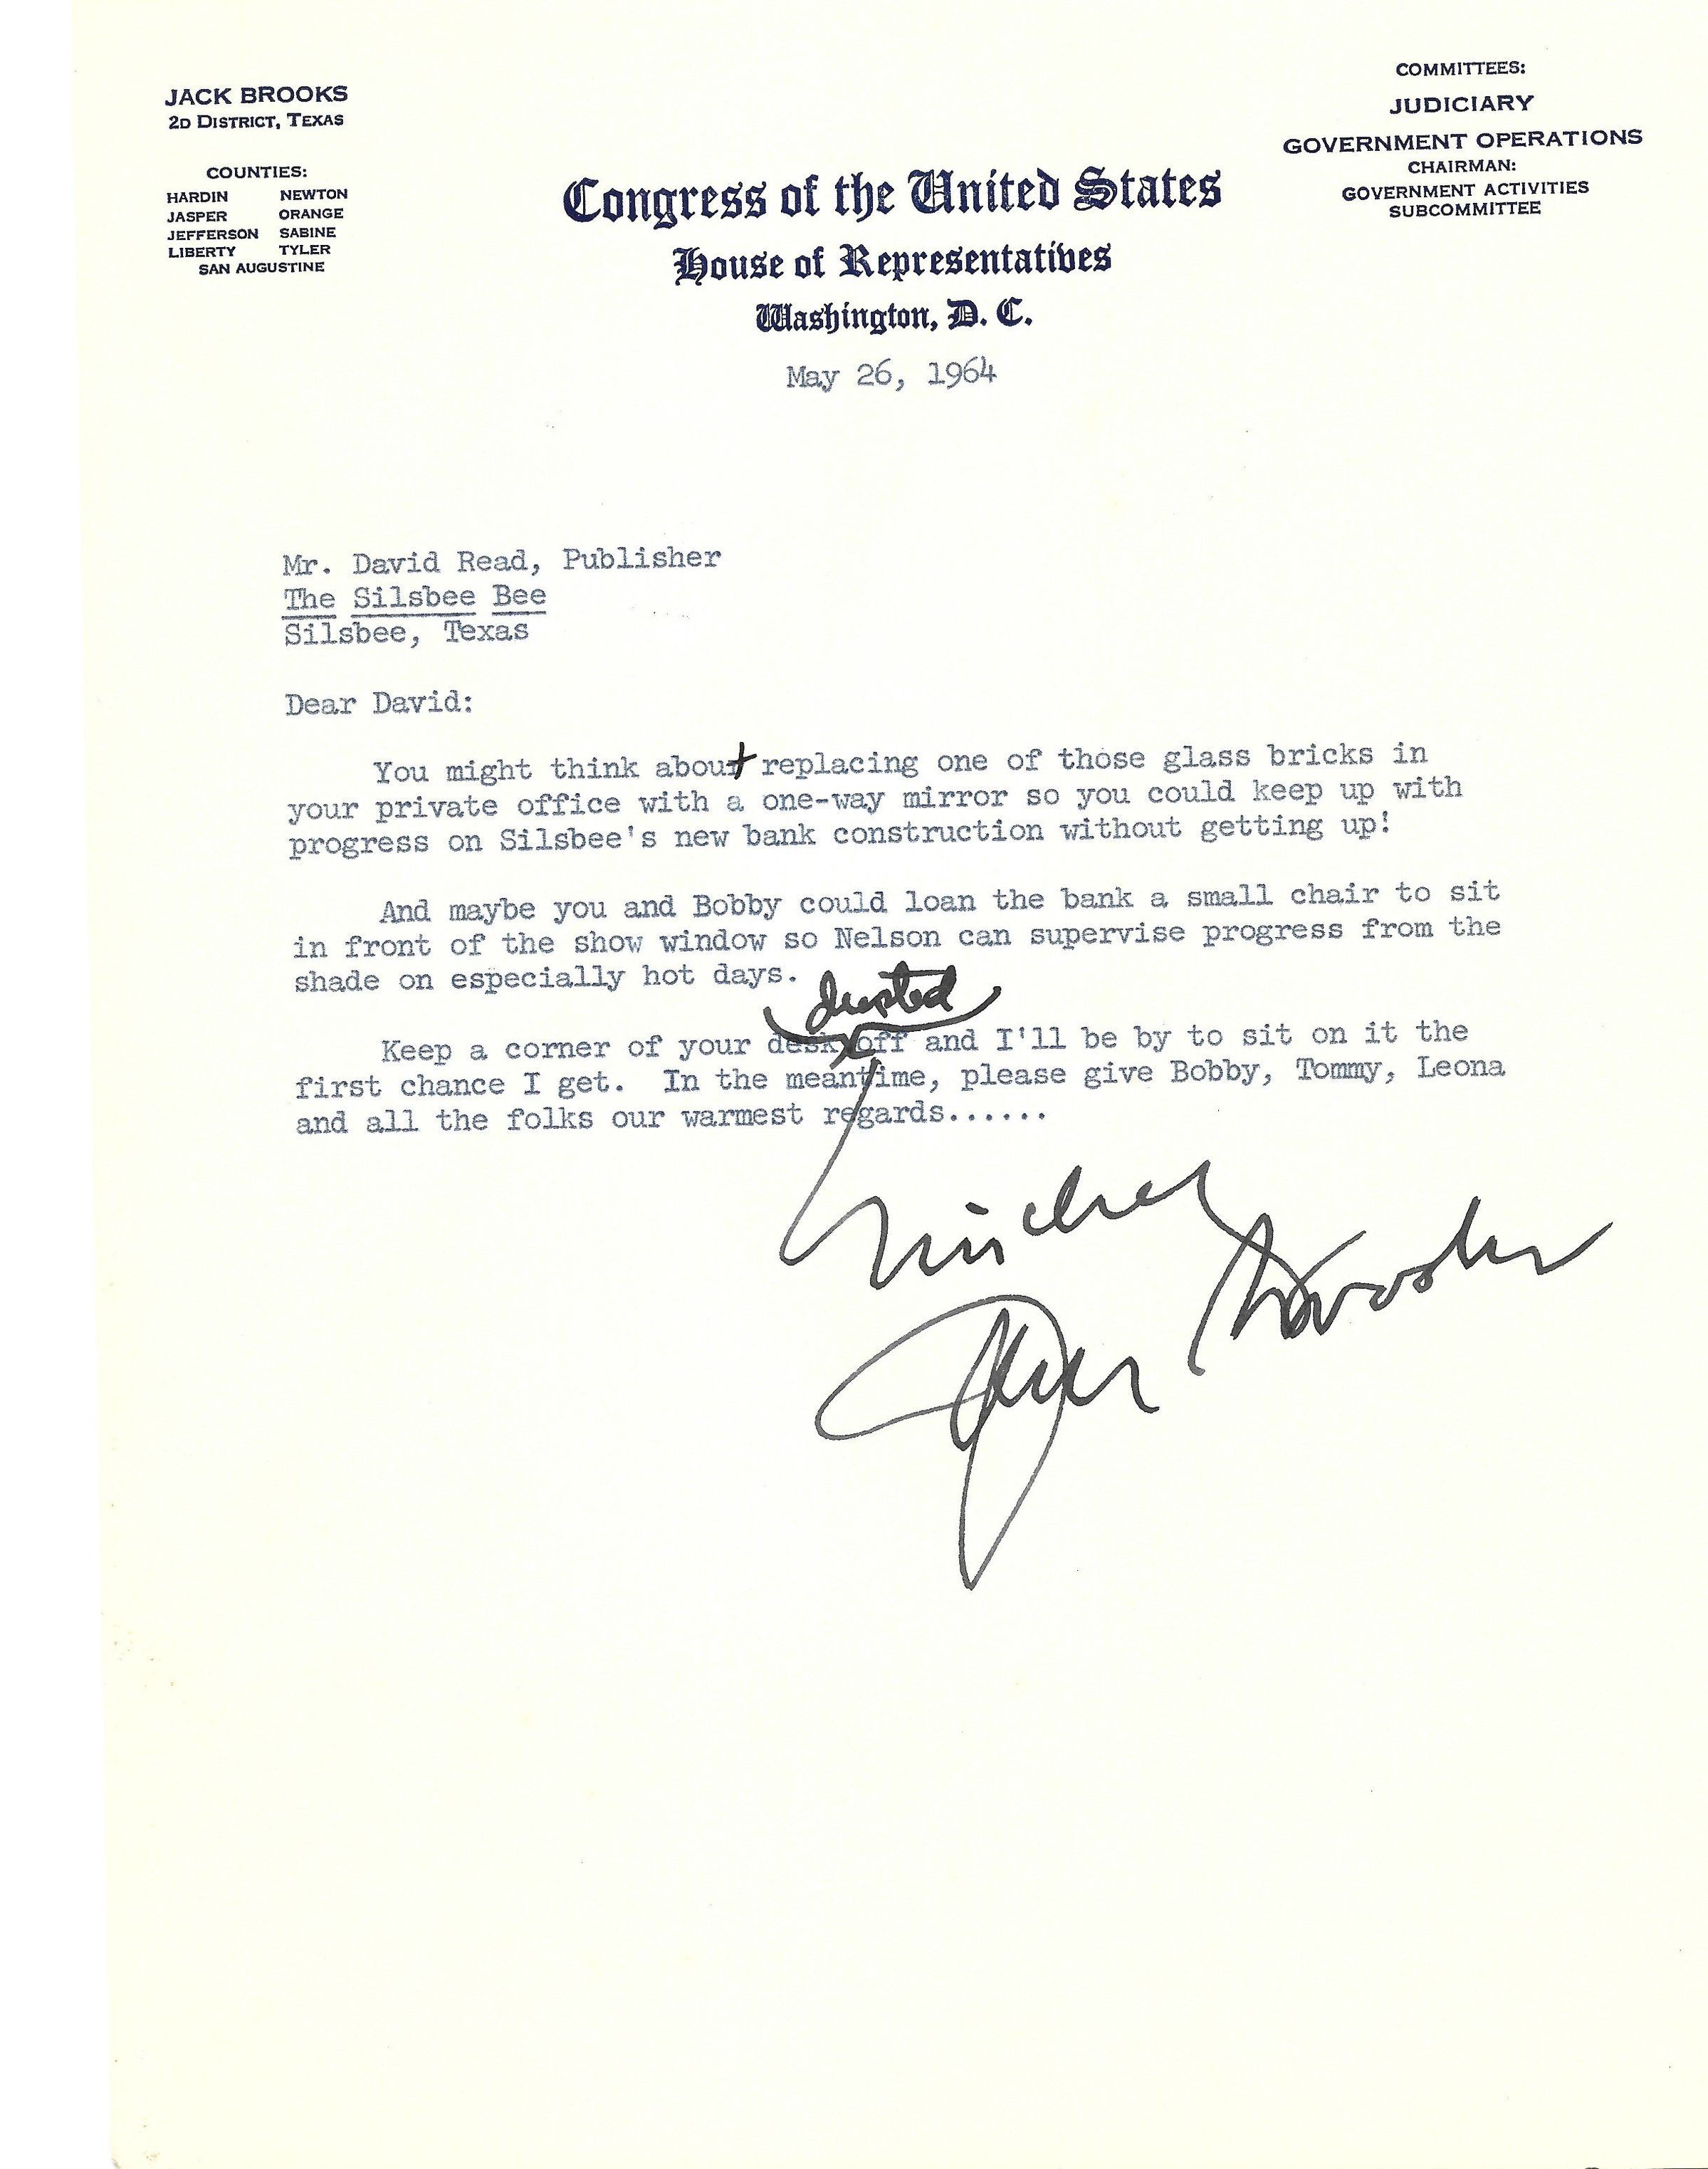 JACK BROOKS
2D DISTRICT, TEXAS
COUNTIES:
HARDIN NEWTON
JASPER ORANGE
JEFFERSON SABINE
LIBERTY TYLER
SAN AUGUSTINE
COMMITTEES:
JUDICIARY
GOVERNMENT OPERATIONS
CHAIRMAN:
GOVERNMENT ACTIVITIES
SUBCOMMITTEE
Congress of the United States
House of Representatives
Washington, D. C.
May 26, 1964
Mr. David Read, Publisher
The Silsbee Bee
Silsbee, Texas
Dear David:
You might think about replacing one of those glass bricks in
your private office with a one-way mirror so you could keep up with
progress on Silsbee's new bank construction without getting up!
And maybe you and Bobby could loan the bank a small chair to sit
in front of the show window so Nelson can supervise progress from the
shade on especially hot days.
dusted
Keep a corner of your desk off and I'll be by to sit on it the
first chance I get. In the meantime, please give Bobby, Tommy, Leona
and all the folks our warmest regards......
Sincerely
Jack Brooks